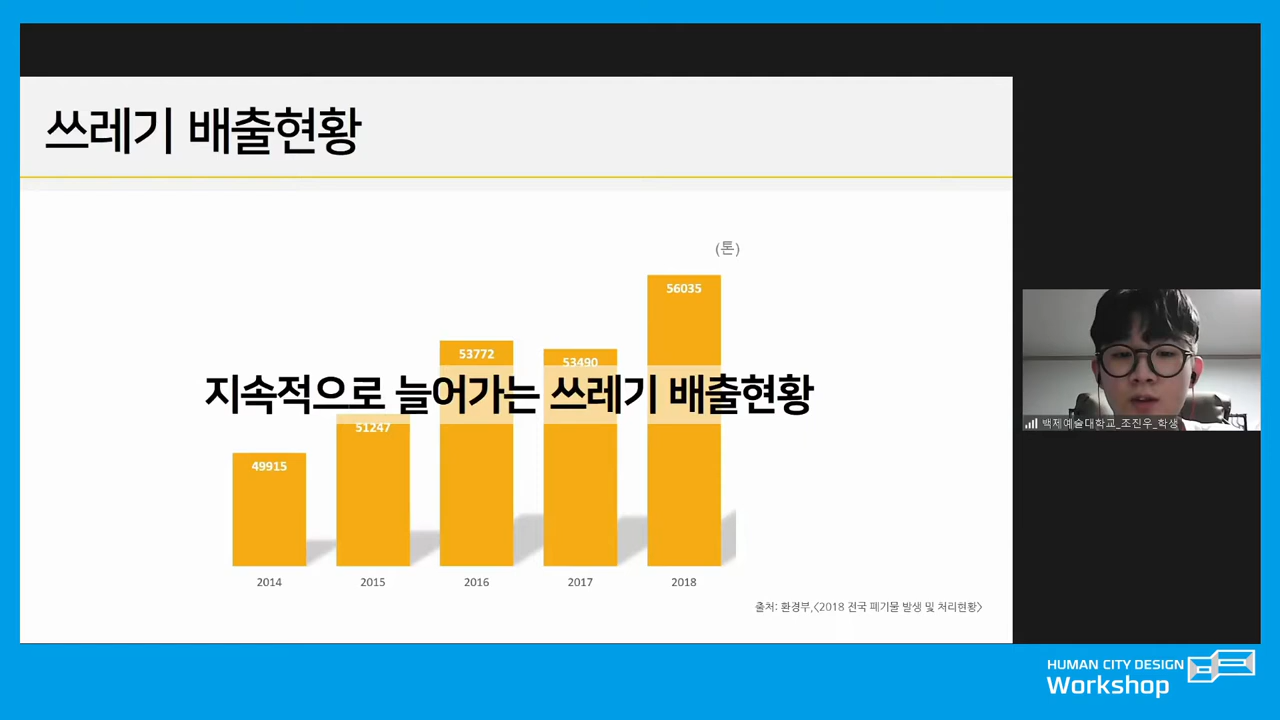 쓰레기 배출현황
(톤)
56035
53772
53490
지속적으로 늘어가는 쓰레기 배출현황
51247
49915
2014 2015 2016 2017 2018
출처: 환경부,<2018 전국 폐기물 발생 및 처리현황>
백제예술대학교_조진우_학생
HUMAN CITY DESIGN
Workshop